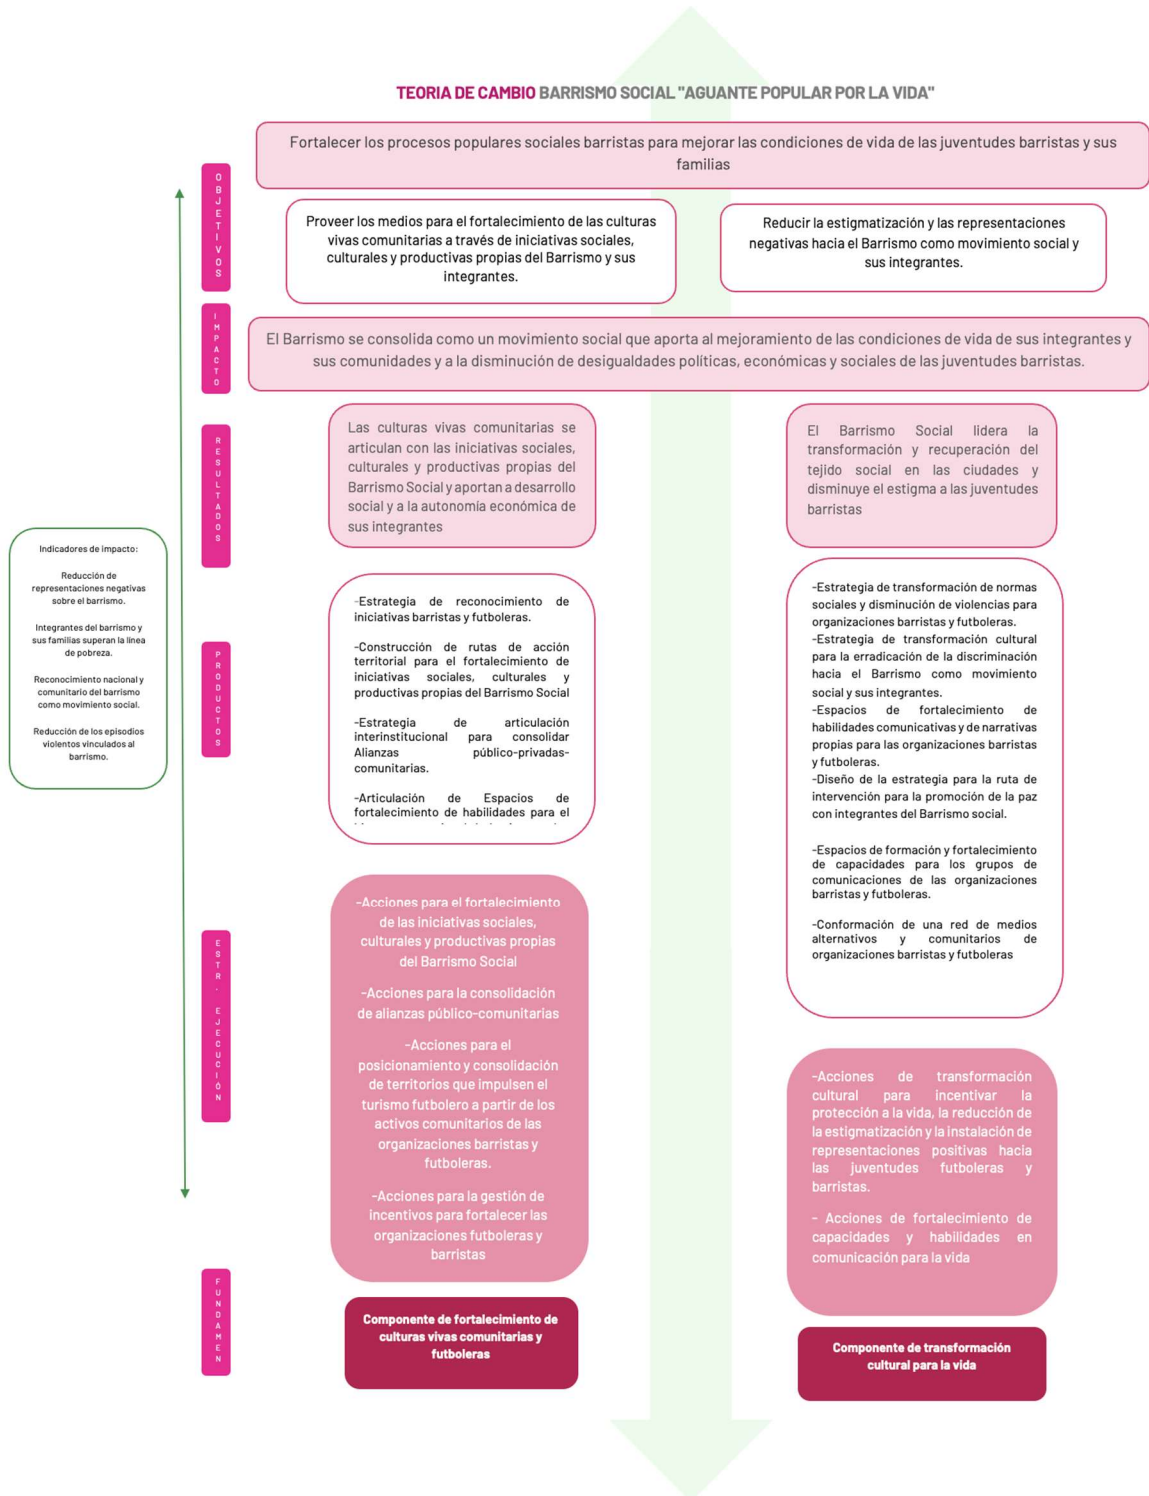 TEORIA DE CAMBIO BARRISMO SOCIAL "AGUANTE POPULAR POR LA VIDA"
Fortalecer los procesos populares sociales barristas para mejorar las condiciones de vida de las juventudes barristas y sus
familias
OBJETIVOS
Proveer los medios para el fortalecimiento de las culturas
vivas comunitarias a través de iniciativas sociales,
culturales y productivas propias del Barrismo y sus
integrantes.
Reducir la estigmatización y las representaciones
negativas hacia el Barrismo como movimiento social y
sus integrantes.
IMPACTO
El Barrismo se consolida como un movimiento social que aporta al mejoramiento de las condiciones de vida de sus integrantes y
sus comunidades y a la disminución de desigualdades políticas, económicas y sociales de las juventudes barristas.
RESULTADOS
Las culturas vivas comunitarias se
articulan con las iniciativas sociales,
culturales y productivas propias del
Barrismo Social y aportan a desarrollo
social y a la autonomía económica de
sus integrantes
El Barrismo Social lidera la
transformación y recuperación del
tejido social en las ciudades y
disminuye el estigma a las juventudes
barristas
Indicadores de impacto:
Reducción de
representaciones negativas
sobre el barrismo.
Integrantes del barrismo y
sus familias superan la línea
de pobreza.
Reconocimiento nacional y
comunitario del barrismo
como movimiento social.
Reducción de los episodios
violentos vinculados al
barrismo.
PRODUCTOS
-Estrategia de reconocimiento de
iniciativas barristas y futboleras.
-Construcción de rutas de acción
territorial para el fortalecimiento de
iniciativas sociales, culturales y
productivas propias del Barrismo Social
-Estrategia de articulación
interinstitucional para consolidar
Alianzas público-privadas-
comunitarias.
-Articulación de Espacios de
fortalecimiento de habilidades para el
-Estrategia de transformación de normas
sociales y disminución de violencias para
organizaciones barristas y futboleras.
-Estrategia de transformación cultural
para la erradicación de la discriminación
hacia el Barrismo como movimiento
social y sus integrantes.
-Espacios de fortalecimiento de
habilidades comunicativas y de narrativas
propias para las organizaciones barristas
y futboleras.
-Diseño de la estrategia para la ruta de
intervención para la promoción de la paz
con integrantes del Barrismo social.
-Espacios de formación y fortalecimiento
de capacidades para los grupos de
comunicaciones de las organizaciones
barristas y futboleras.
-Conformación de una red de medios
alternativos y comunitarios de
organizaciones barristas y futboleras
ESTR. EJECUCIÓN
-Acciones para el fortalecimiento
de las iniciativas sociales,
culturales y productivas propias
del Barrismo Social
-Acciones para la consolidación
de alianzas público-comunitarias
-Acciones para el
posicionamiento y consolidación
de territorios que impulsen el
turismo futbolero a partir de los
activos comunitarios de las
organizaciones barristas y
futboleras.
-Acciones para la gestión de
incentivos para fortalecer las
organizaciones futboleras y
barristas
-Acciones de transformación
cultural para incentivar la
protección a la vida, la reducción de
la estigmatización y la instalación de
representaciones positivas hacia
las juventudes futboleras y
barristas.
- Acciones de fortalecimiento de
capacidades y habilidades en
comunicación para la vida
FUNDAMEN
Componente de fortalecimiento de
culturas vivas comunitarias y
futboleras
Componente de transformación
cultural para la vida